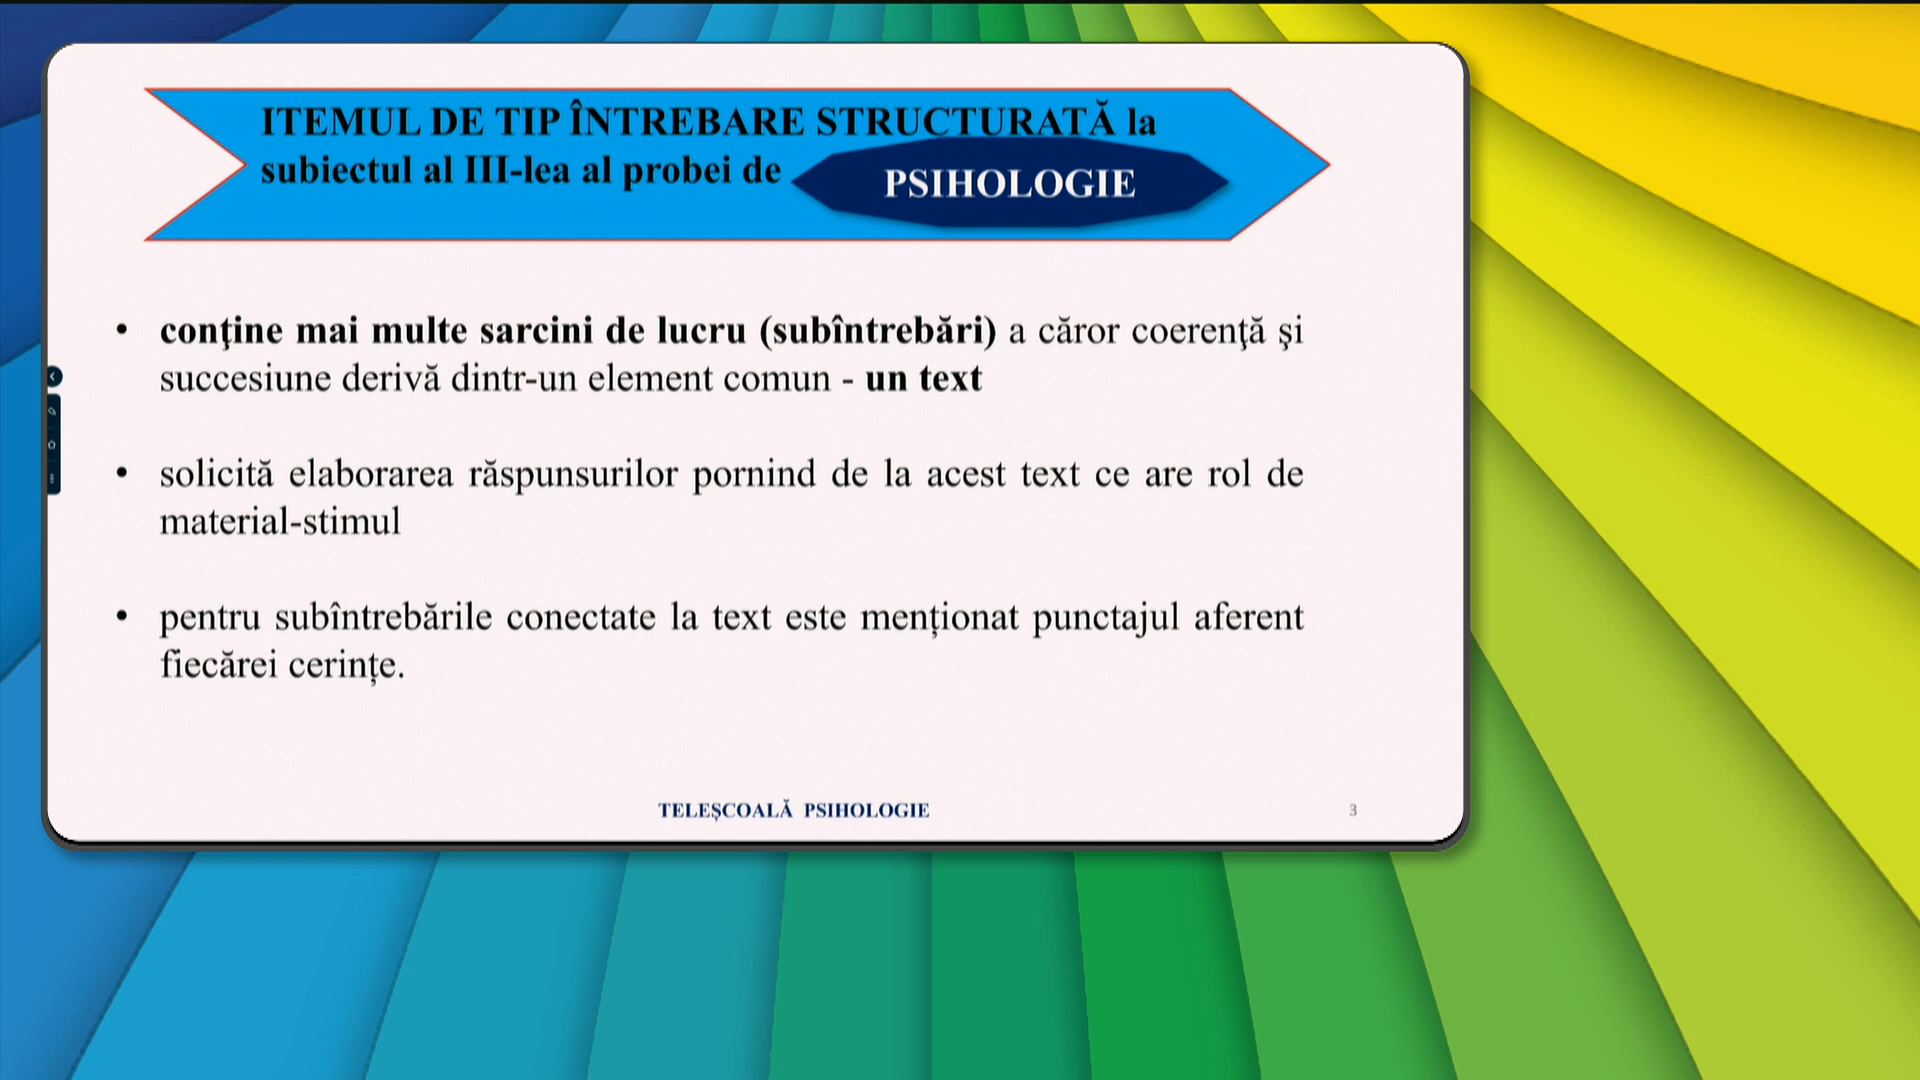 ITEMUL DE TIP ÎNTREBARE STRUCTURATĂ la
subiectul al III-lea al probei de PSIHOLOGIE
• conţine mai multe sarcini de lucru (subîntrebări) a căror coerenţă şi
succesiune derivă dintr-un element comun - un text
• solicită elaborarea răspunsurilor pornind de la acest text ce are rol de
material-stimul
• pentru subîntrebările conectate la text este menționat punctajul aferent
fiecărei cerințe.
TELEȘCOALĂ PSIHOLOGIE
3